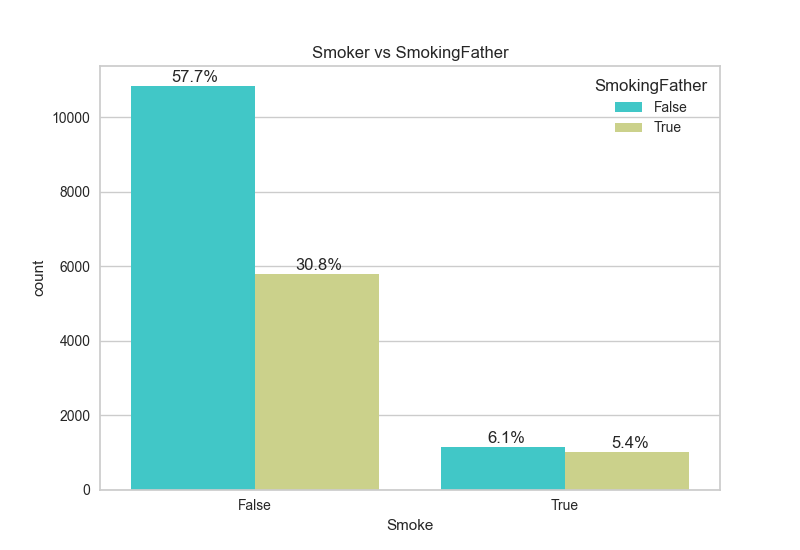 Smoker vs SmokingFather
57.7%
SmokingFather
False
True
10000
8000
6000
4000
2000
0
30.8%
6.1%
5.4%
count
False
True
Smoke